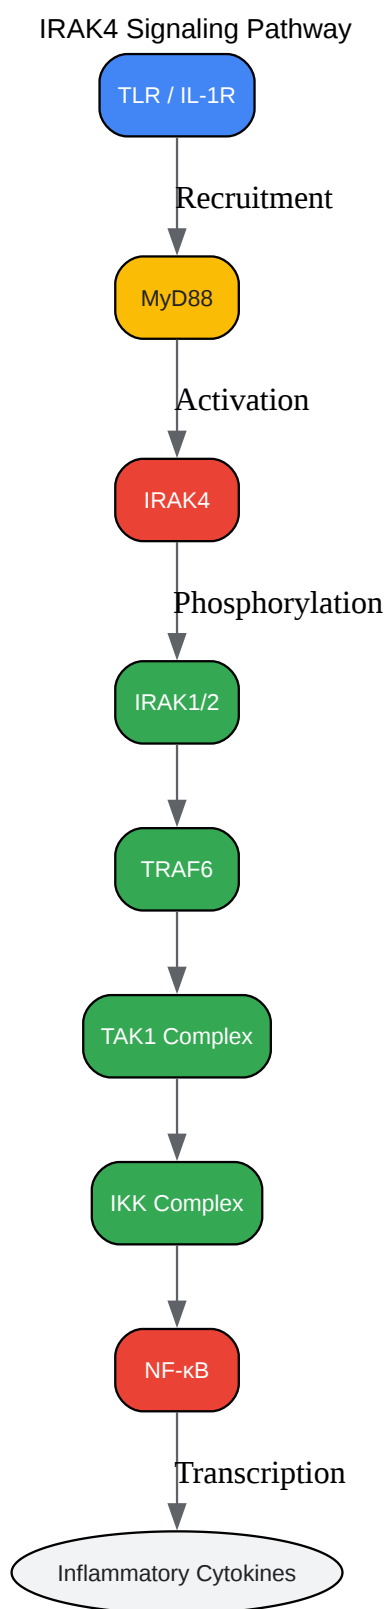 IRAK4 Signaling Pathway
TLR / IL-1R
Recruitment
MyD88
Activation
IRAK4
Phosphorylation
IRAK1/2
TRAF6
TAK1 Complex
IKK Complex
NF-κB
Transcription
Inflammatory Cytokines